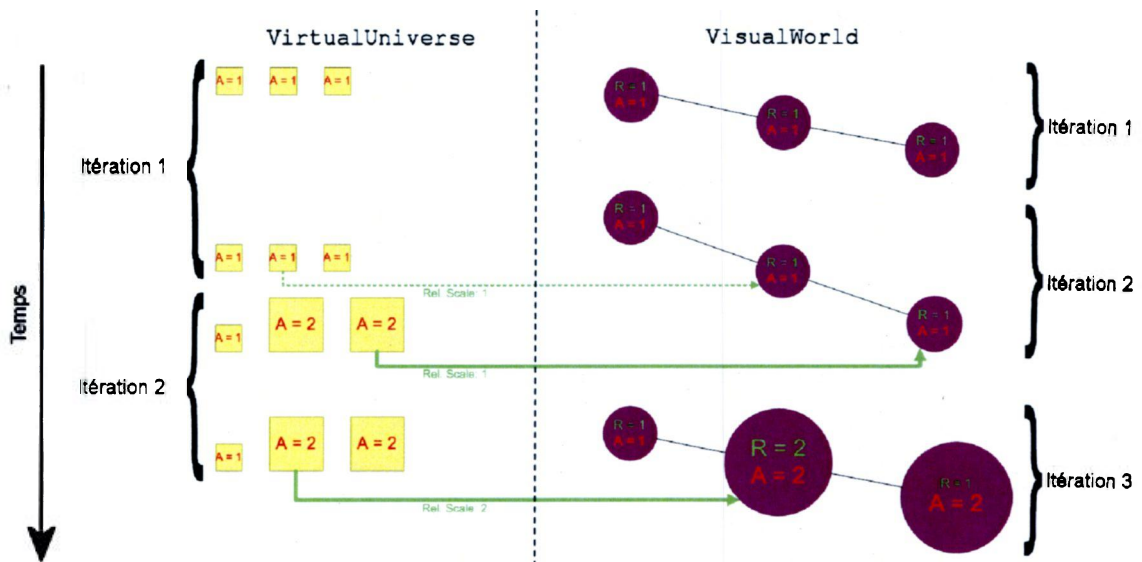 VirtualUniverse
VisualWorld
Temps
Itération 1
A = 1 A = 1 A = 1
R = 1
A = 1
R = 1
A = 1
R = 1
A = 1
Itération 1
A = 1 A = 1 A = 1
R = 1
A = 1
R = 1
A = 1
Rel. Scale: 1
Itération 2
Itération 2
A = 1
A = 2 A = 2
R = 1
A = 1
Rel. Scale: 1
A = 1
A = 2 A = 2
R = 1
A = 1
R = 2
A = 2
R = 1
A = 2
Itération 3
Rel. Scale: 2